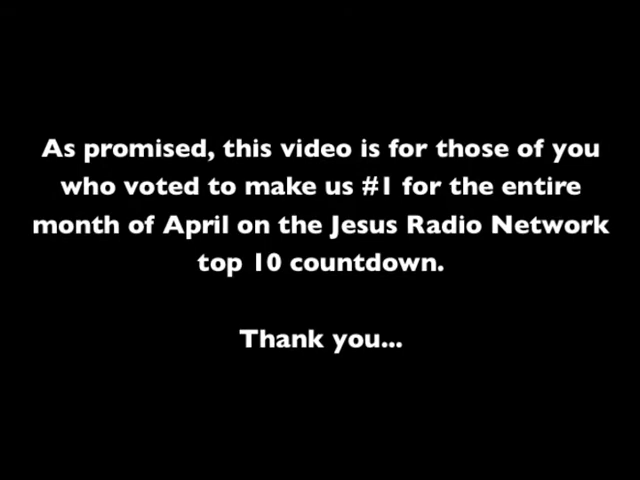 As promised, this video is for those of you
who voted to make us #1 for the entire
month of April on the Jesus Radio Network
top 10 countdown.
Thank you...